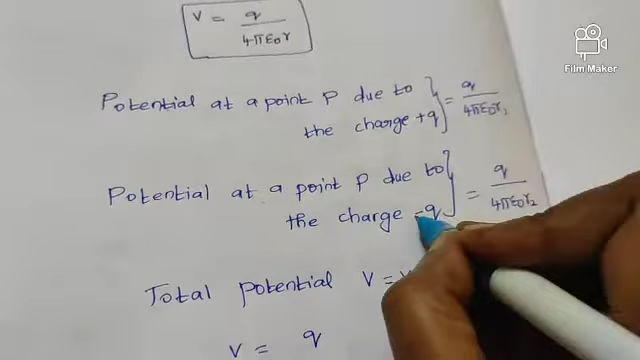 V = q / 4πε₀r
Film Maker
Potential at a point P due to
the charge +q } = q / 4πε₀r₁
Potential at a point P due to
the charge -q } = q / 4πε₀r₂
Total potential V =
V = q